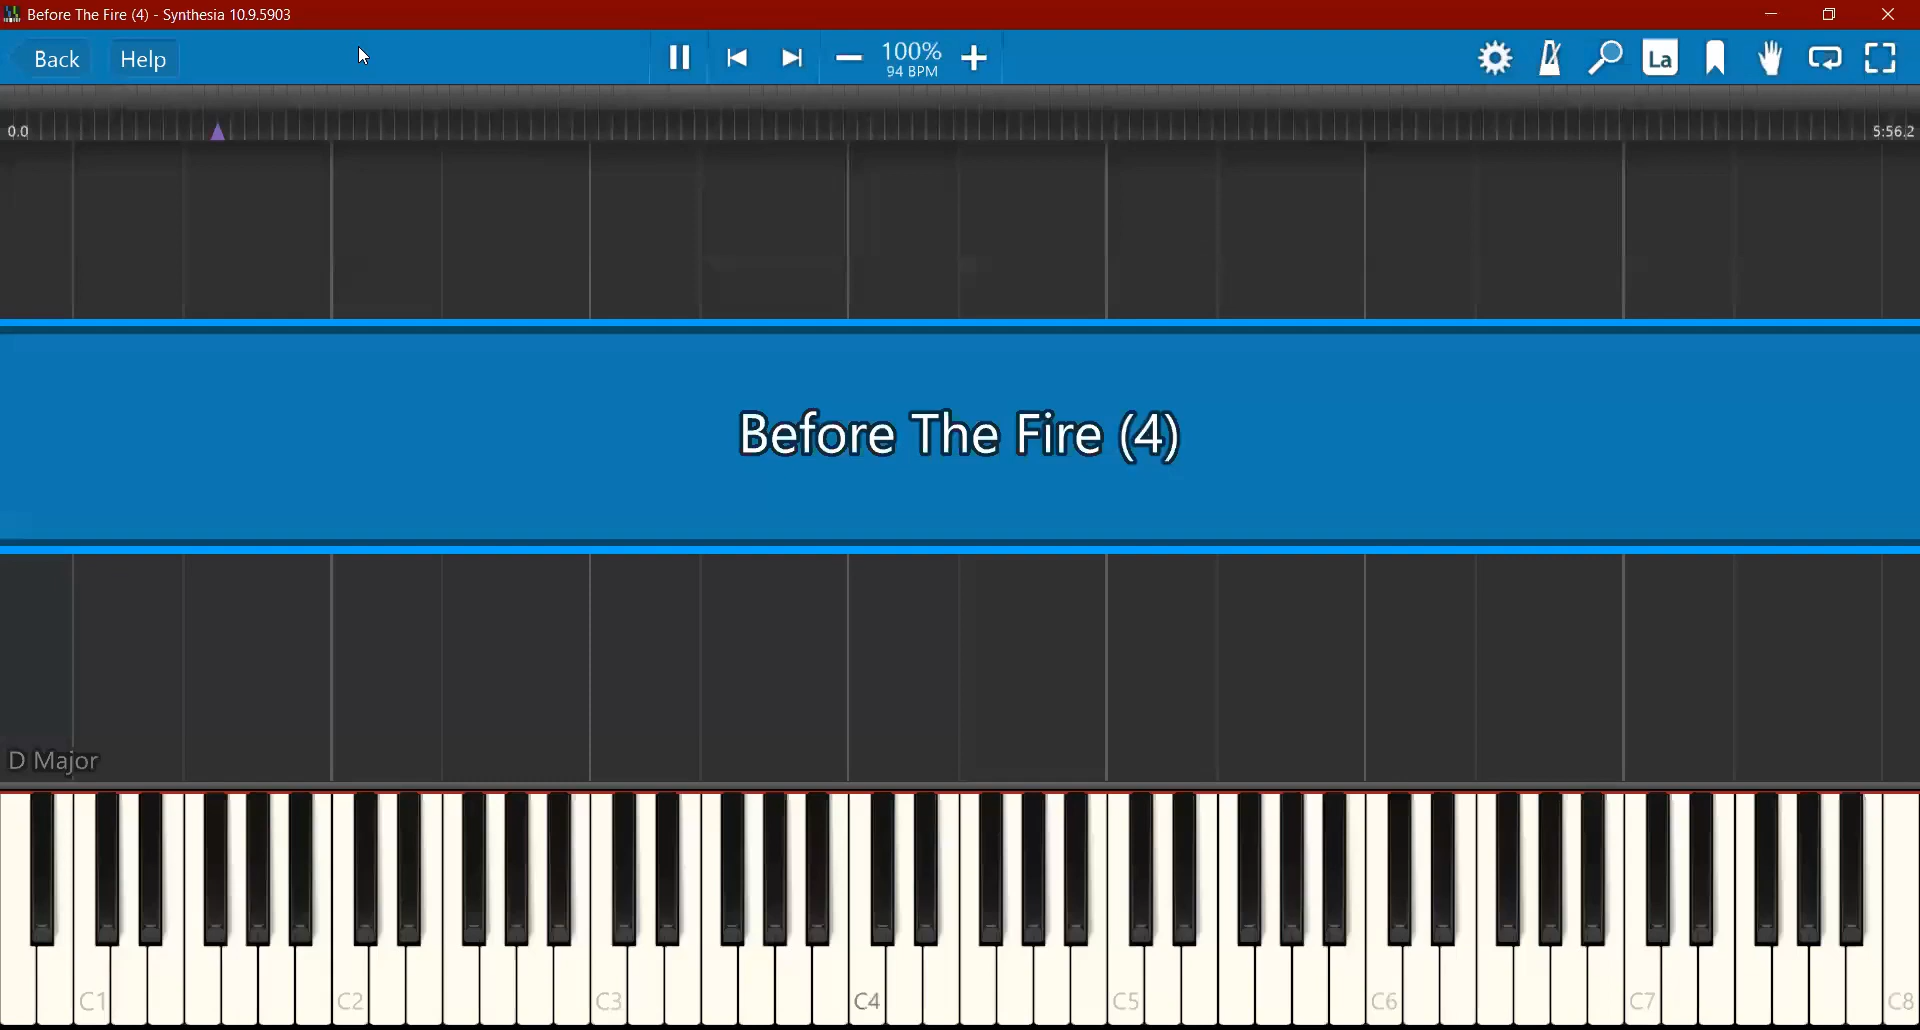 Before The Fire (4) - Synthesia 10.9.5903
Back
Help
100%
94 BPM
La
0.0
5:56.2
Before The Fire (4)
D Major
C1
C2
C3
C4
C5
C6
C7
C8